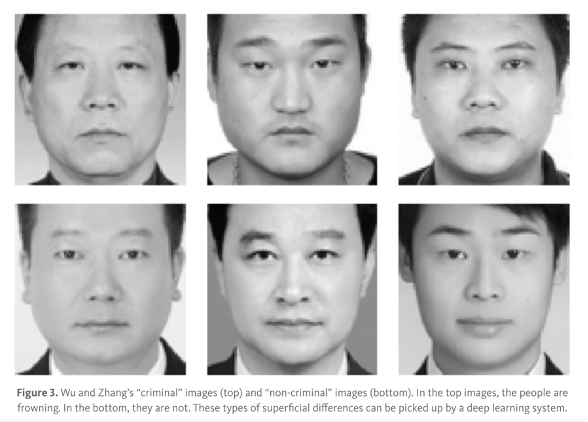 Figure 3. Wu and Zhang's “criminal” images (top) and “non-criminal” images (bottom). In the top images, the people are
frowning. In the bottom, they are not. These types of superficial differences can be picked up by a deep learning system.